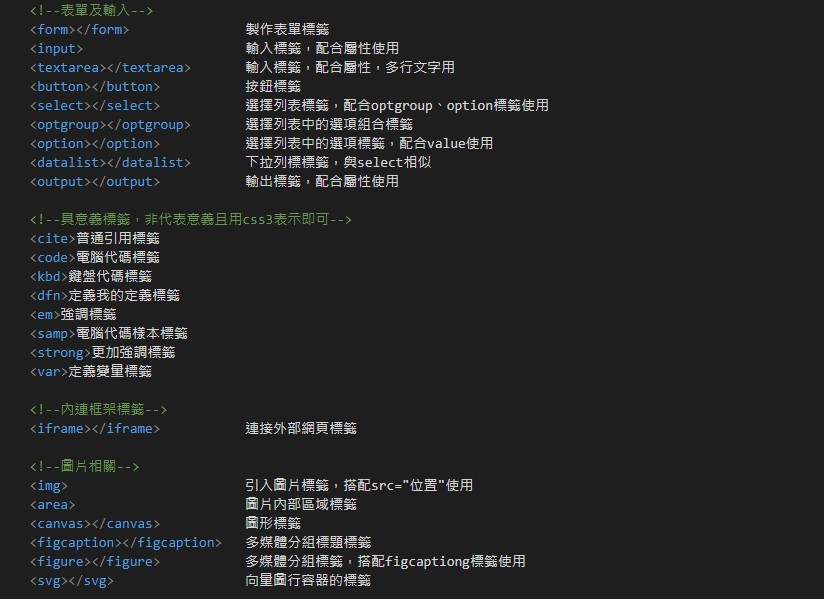 <!--表單及輸入-->
<form></form> 製作表單標籤
<input> 輸入標籤，配合屬性使用
<textarea></textarea> 輸入標籤，配合屬性，多行文字用
<button></button> 按鈕標籤
<select></select> 選擇列表標籤，配合optgroup、option標籤使用
<optgroup></optgroup> 選擇列表中的選項組合標籤
<option></option> 選擇列表中的選項標籤，配合value使用
<datalist></datalist> 下拉列標標籤，與select相似
<output></output> 輸出標籤，配合屬性使用
<!--具意義標籤，非代表意義且用css3表示即可-->
<cite>普通引用標籤
<code>電腦代碼標籤
<kbd>鍵盤代碼標籤
<dfn>定義我的定義標籤
<em>強調標籤
<samp>電腦代碼樣本標籤
<strong>更加強調標籤
<var>定義變量標籤
<!--內連框架標籤-->
<iframe></iframe> 連接外部網頁標籤
<!--圖片相關-->
<img> 引入圖片標籤，搭配src="位置"使用
<area> 圖片內部區域標籤
<canvas></canvas> 圖形標籤
<figcaption></figcaption> 多媒體分組標題標籤
<figure></figure> 多媒體分組標籤，搭配figcaptiong標籤使用
<svg></svg> 向量圖行容器的標籤